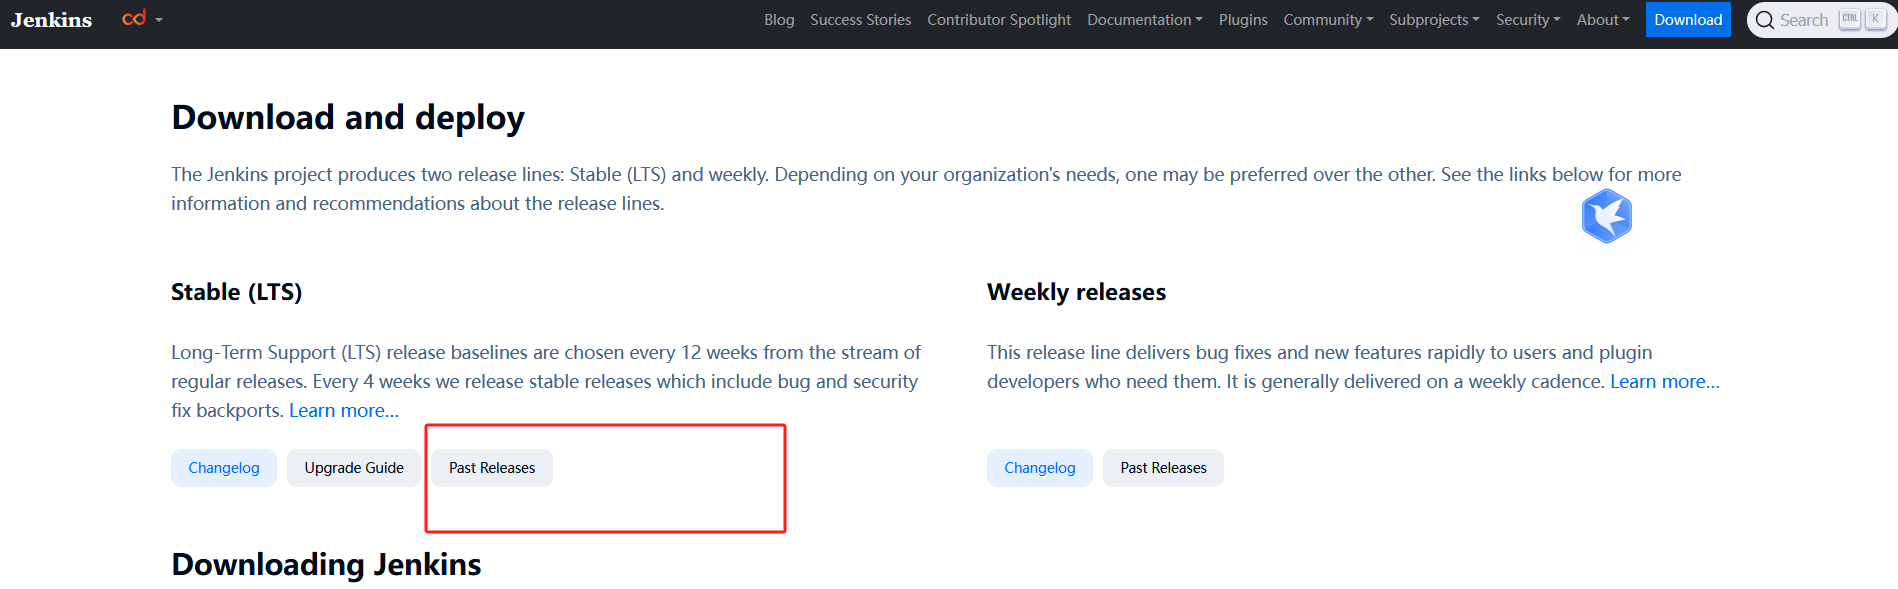 Jenkins cd Blog Success Stories Contributor Spotlight Documentation Plugins Community Subprojects Security About Download Search CTRL K
Download and deploy
The Jenkins project produces two release lines: Stable (LTS) and weekly. Depending on your organization's needs, one may be preferred over the other. See the links below for more
information and recommendations about the release lines.
Stable (LTS)
Long-Term Support (LTS) release baselines are chosen every 12 weeks from the stream of
regular releases. Every 4 weeks we release stable releases which include bug and security
fix backports. Learn more...
Changelog Upgrade Guide Past Releases
Weekly releases
This release line delivers bug fixes and new features rapidly to users and plugin
developers who need them. It is generally delivered on a weekly cadence. Learn more...
Changelog Past Releases
Downloading Jenkins